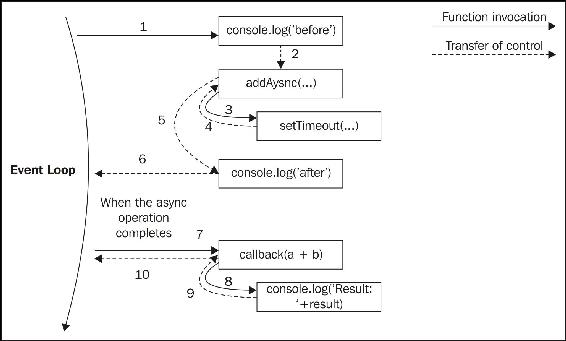 1
console.log('before')
Function invocation
2
Transfer of control
addAysnc(...)
3
4
5
setTimeout(...)
6
Event Loop
console.log('after')
When the async
operation
completes
7
callback(a + b)
10
8
9
console.log('Result:
'+result)